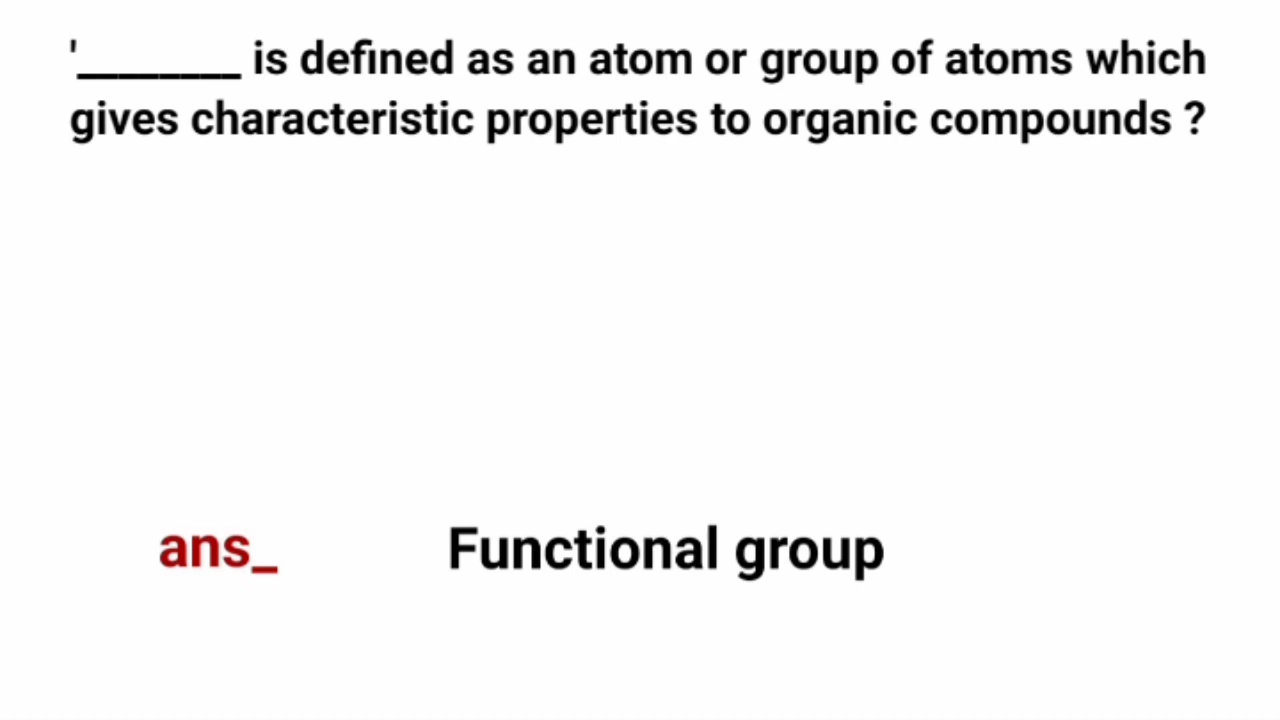 '________ is defined as an atom or group of atoms which
gives characteristic properties to organic compounds ?
ans_ Functional group